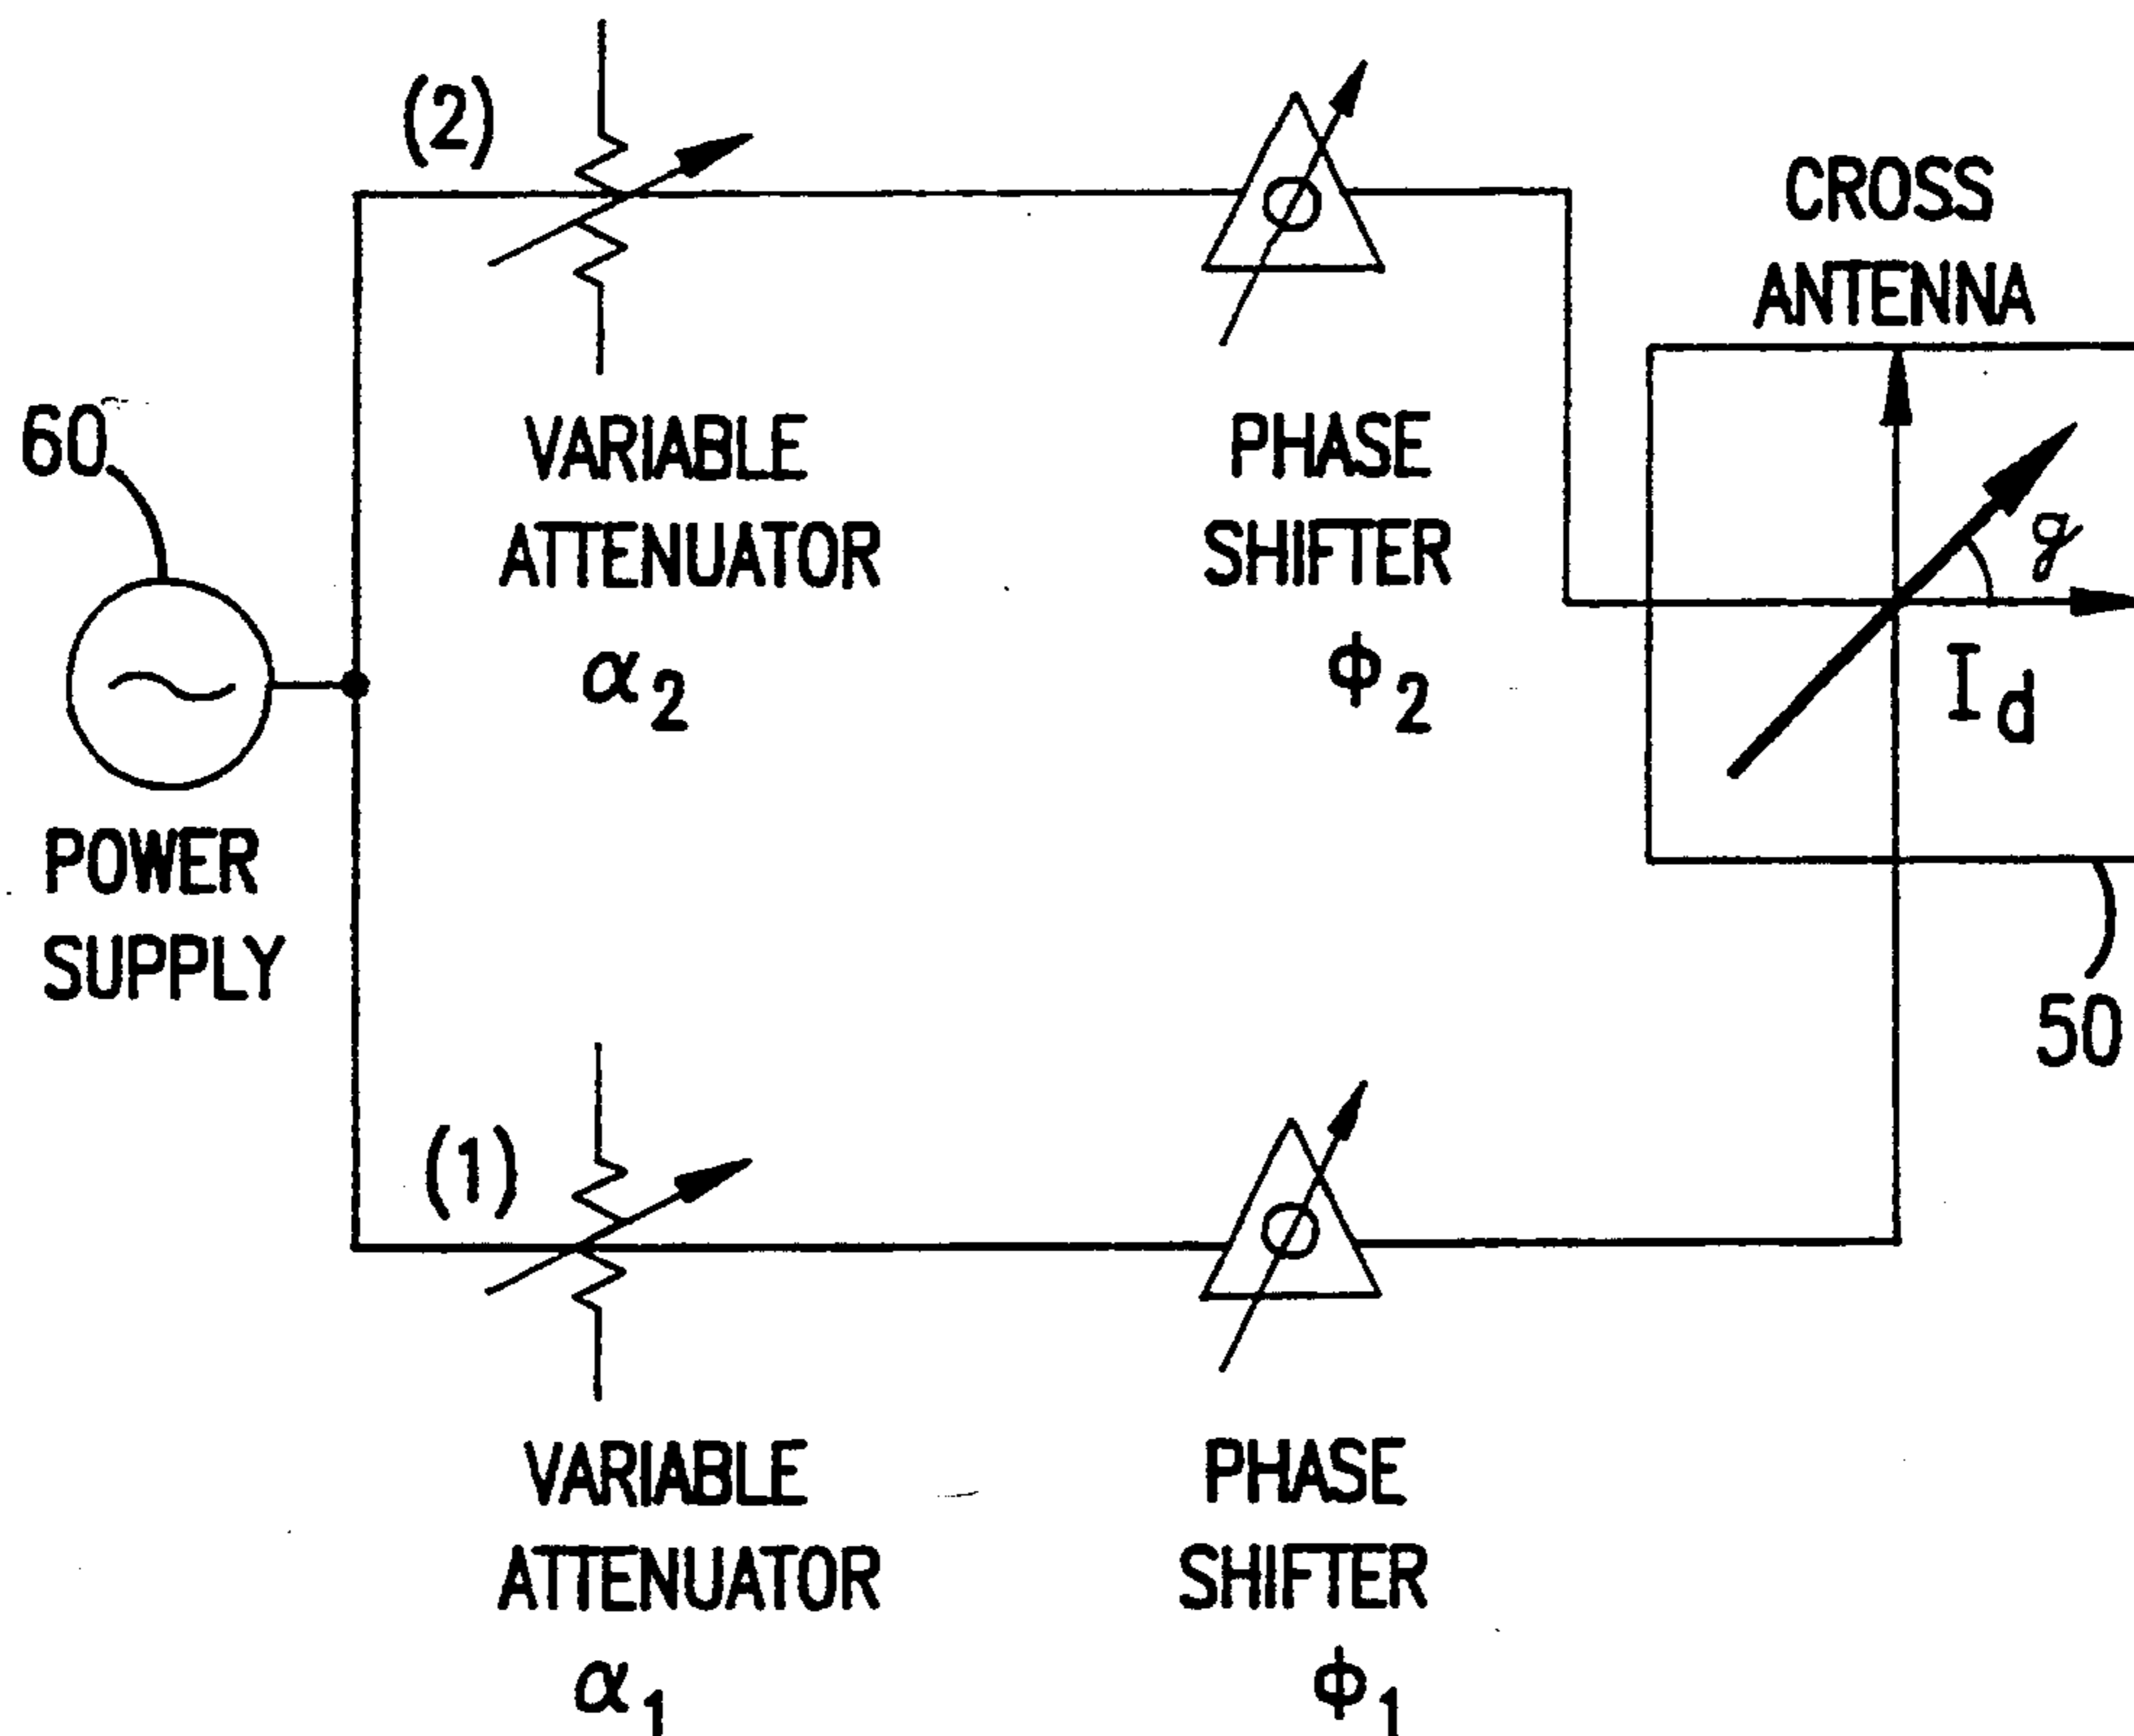 (2)
CROSS
ANTENNA
60
VARIABLE
ATTENUATOR
α2
PHASE
SHIFTER
Φ2
Id
POWER
SUPPLY
50
(1)
VARIABLE
ATTENUATOR
α1
PHASE
SHIFTER
Φ1